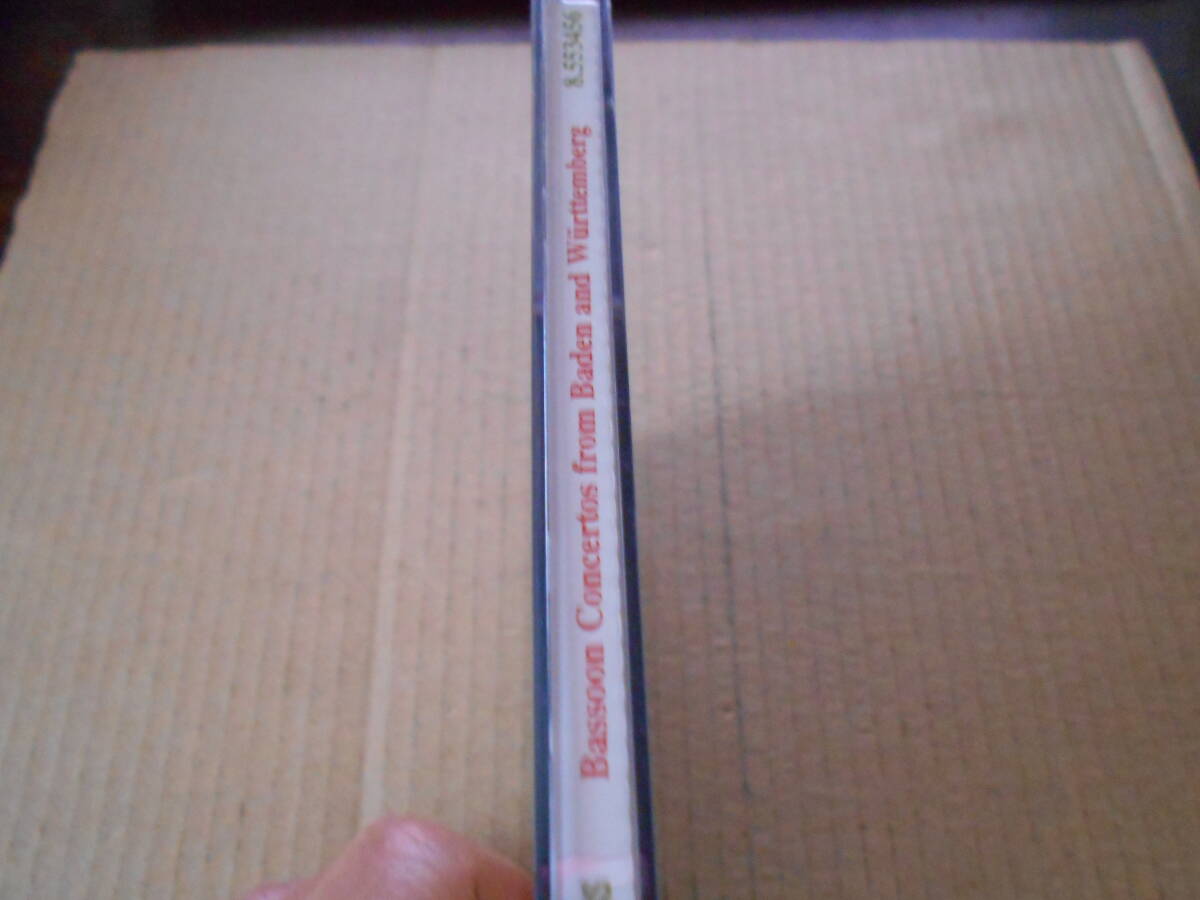 Bassoon Concertos from Baden and Württemberg
8.553456